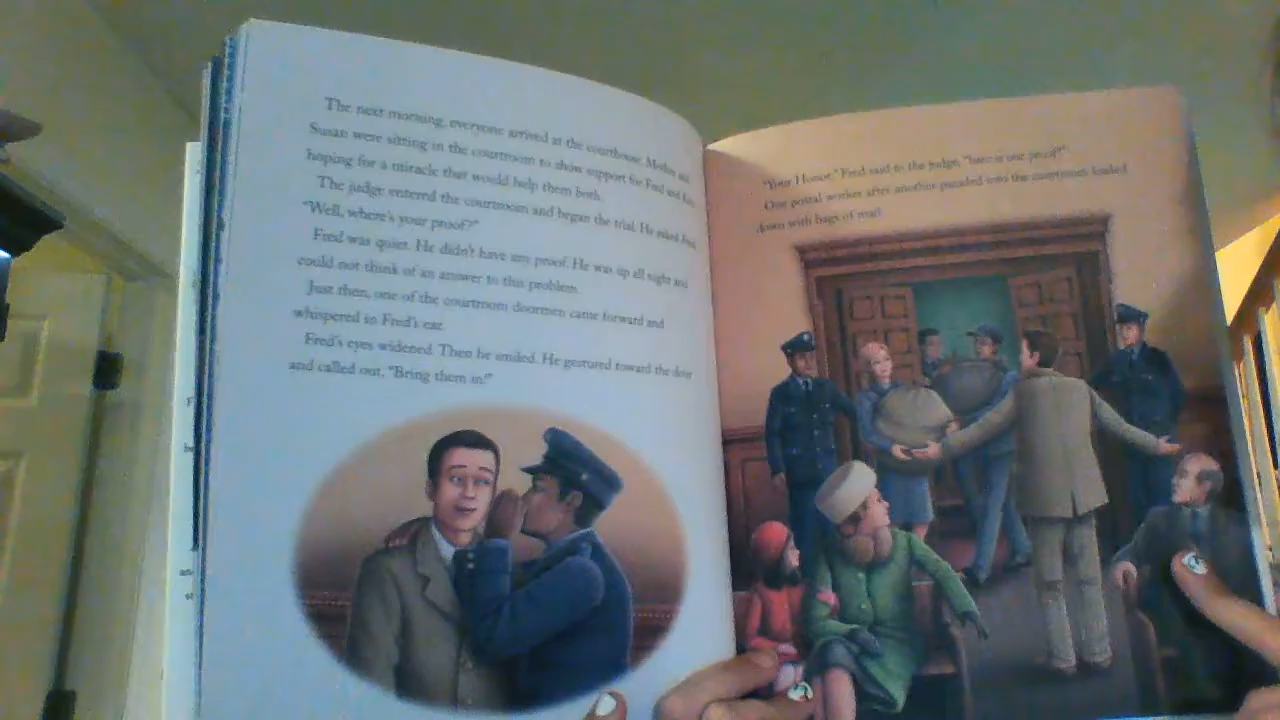 The next morning, everyone arrived at the courthouse. Mother and
Susan were sitting in the courtroom to show support for Fred and
hoping for a miracle that would help them both.
The judge entered the courtroom and began the trial. He asked Fred,
"Well, where's your proof?"
Fred was quiet. He didn't have any proof. He was up all night and
could not think of an answer to this problem.
Just then, one of the courtroom doormen came forward and
whispered in Fred's ear.
Fred's eyes widened. Then he smiled. He gestured toward the door
and called out, "Bring them in!"
"Your Honor," Fred said to the judge, "here is our proof!"
One postal worker after another paraded into the courtroom loaded
down with bags of mail.